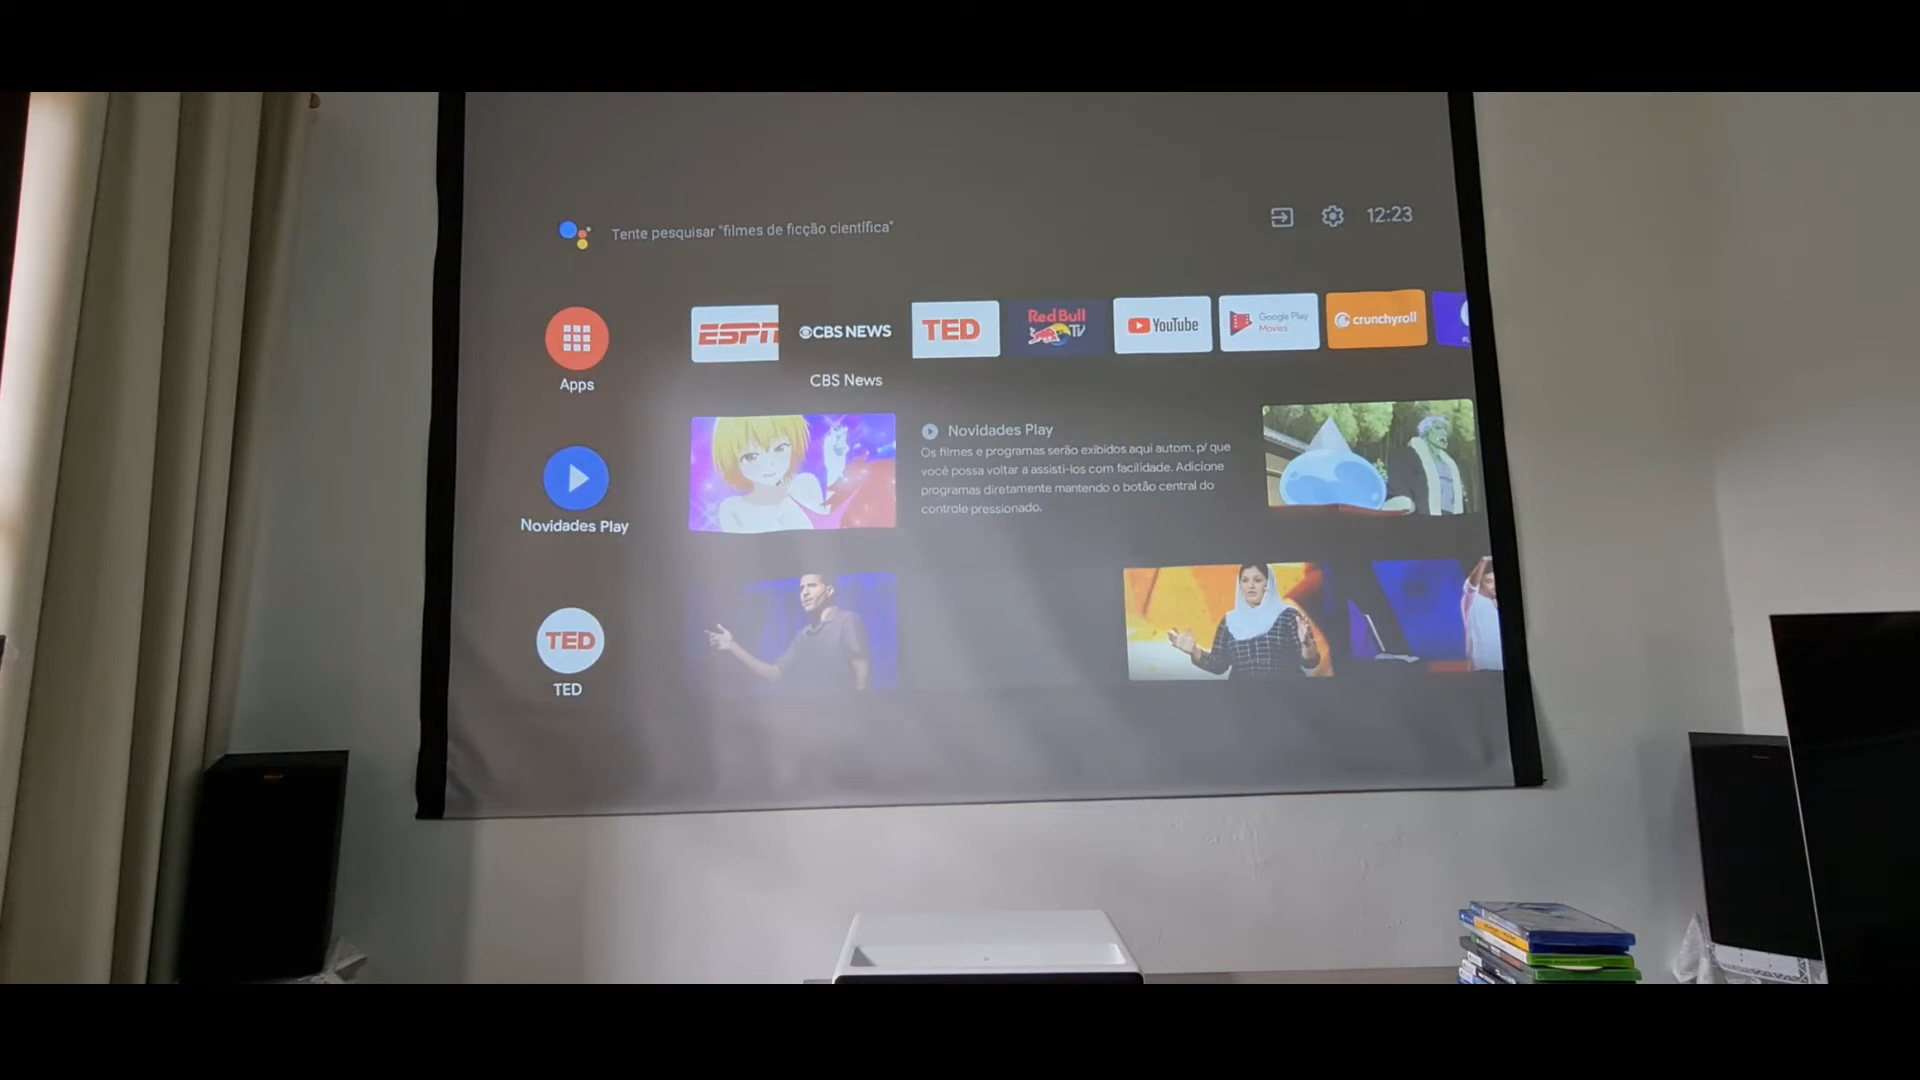 Tente pesquisar "filmes de ficção científica"
12:23
ESPN
CBS NEWS
TED
Red Bull
TV
YouTube
Google Play
Movies
crunchyroll
Apps
CBS News
Novidades Play
Os filmes e programas serão exibidos aqui autom. p/ que
você possa voltar a assisti-los com facilidade. Adicione
programas diretamente mantendo o botão central do
controle pressionado.
Novidades Play
TED
TED